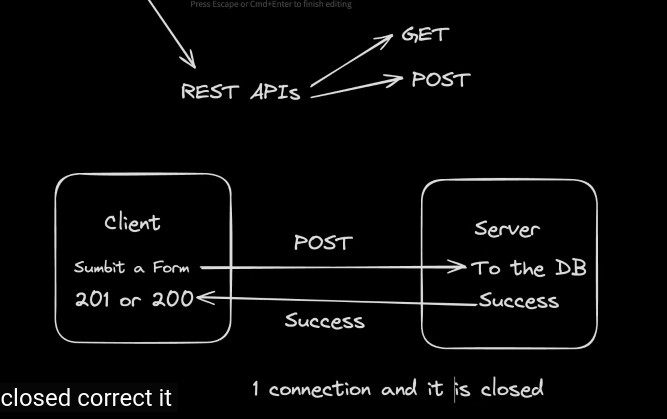 Press Escape or Cmd+Enter to finish editing
GET
REST APIs
POST
Client
Sumbit a Form
201 or 200
POST
Success
Server
To the DB
Success
1 connection and it is closed
closed correct it